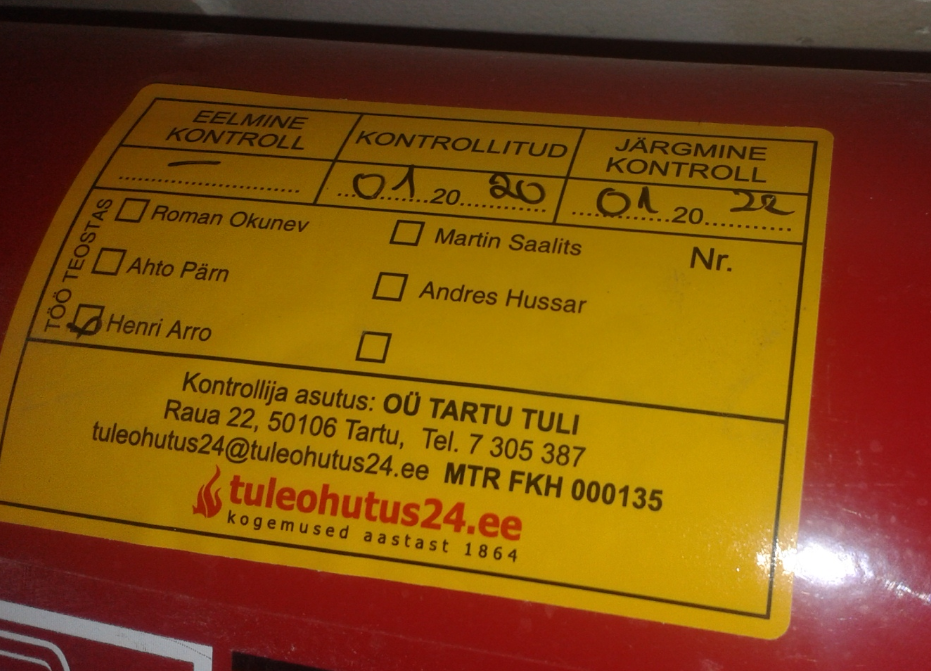 EELMINE KONTROLL
KONTROLLITUD
JÄRGMINE KONTROLL
–
01 20 20
01 20 22
TÖÖ TEOSTAS
Roman Okunev
Martin Saalits
Nr.
Ahto Pärn
Andres Hussar
Henri Arro
Kontrollija asutus: OÜ TARTU TULI
Raua 22, 50106 Tartu, Tel. 7 305 387
tuleohutus24@tuleohutus24.ee MTR FKH 000135
tuleohutus24.ee
kogemused aastast 1864